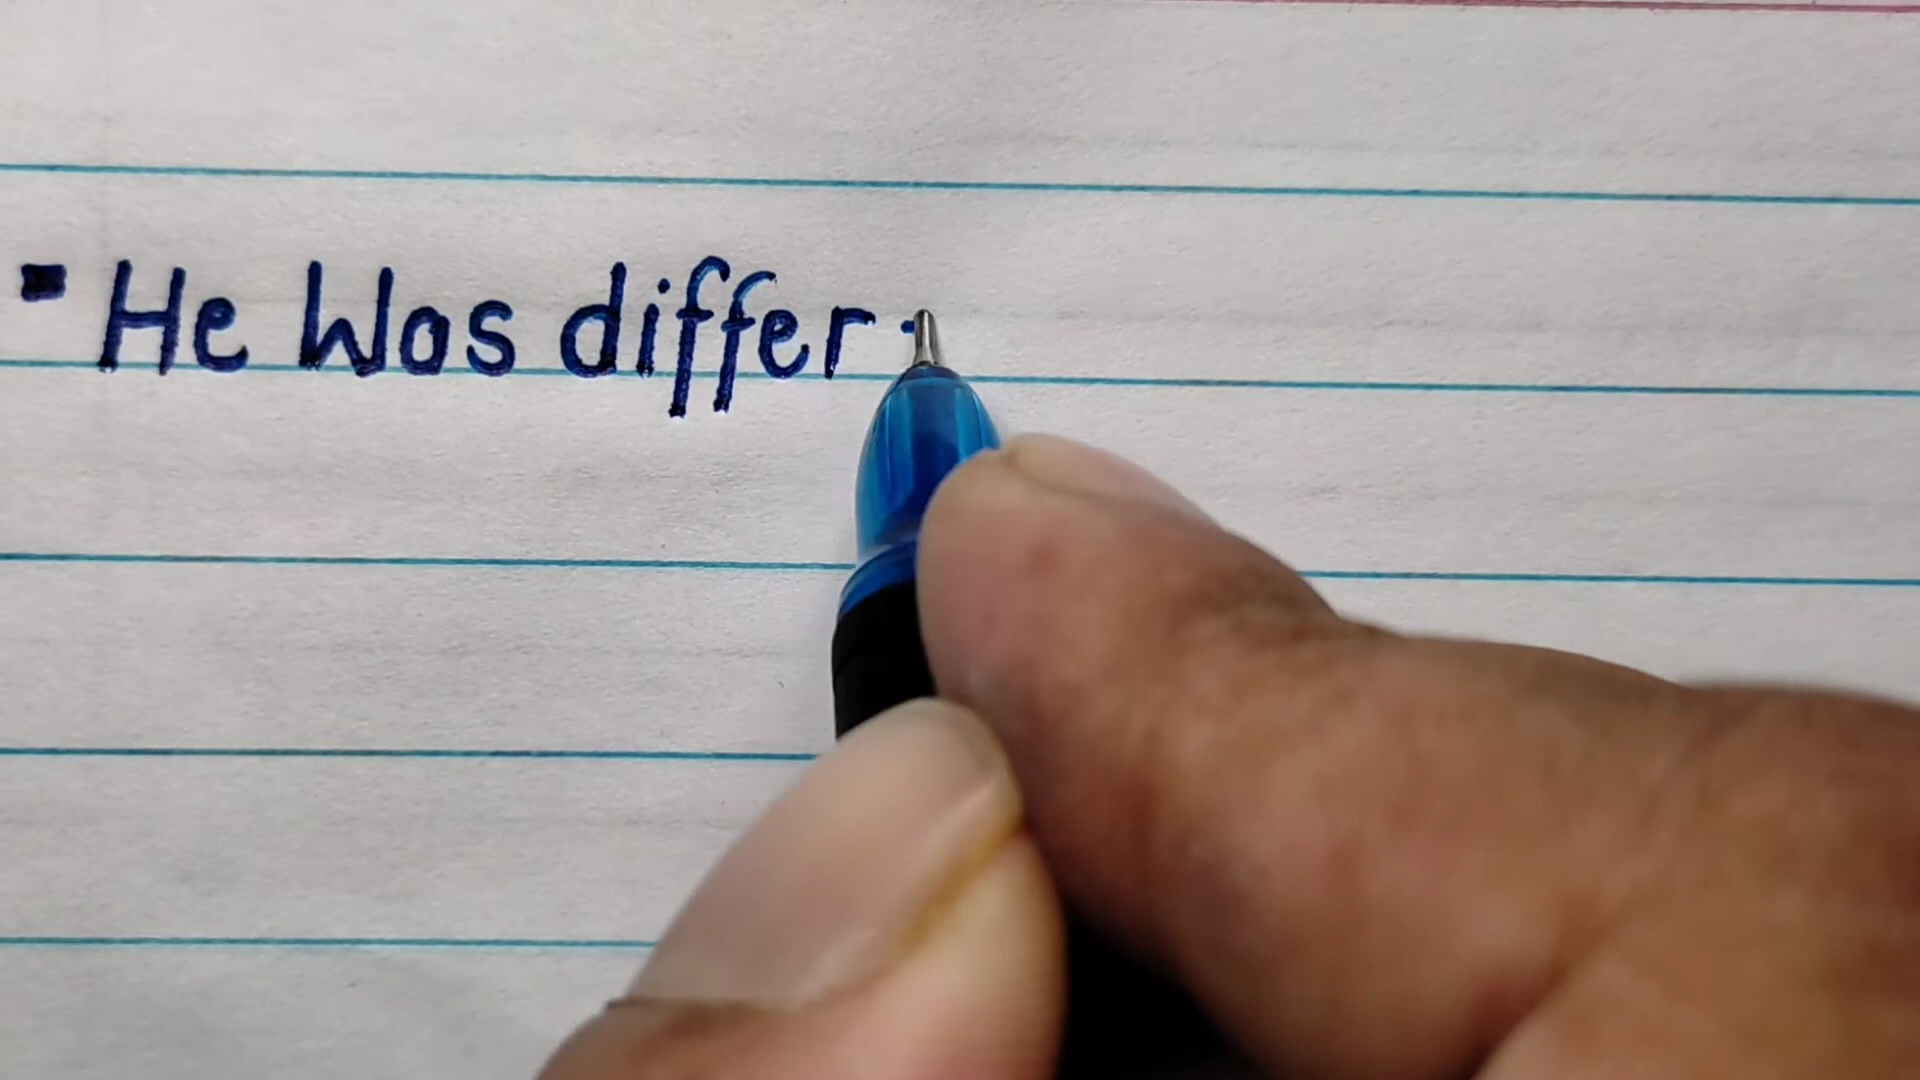 ▪ He Was differ